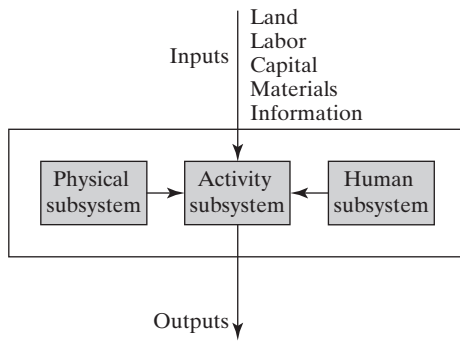 Inputs
Land
Labor
Capital
Materials
Information
Physical
subsystem
Activity
subsystem
Human
subsystem
Outputs